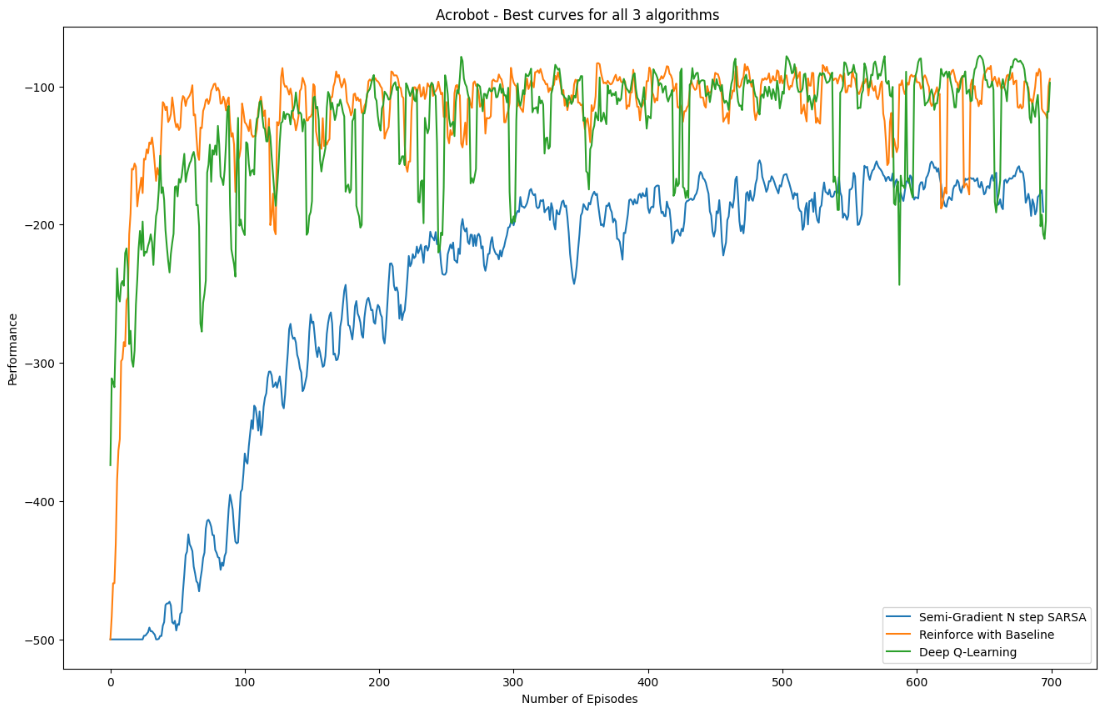 Acrobot - Best curves for all 3 algorithms
Performance
−100
−200
−300
−400
−500
0
100
200
300
400
500
600
700
Number of Episodes
Semi-Gradient N step SARSA
Reinforce with Baseline
Deep Q-Learning